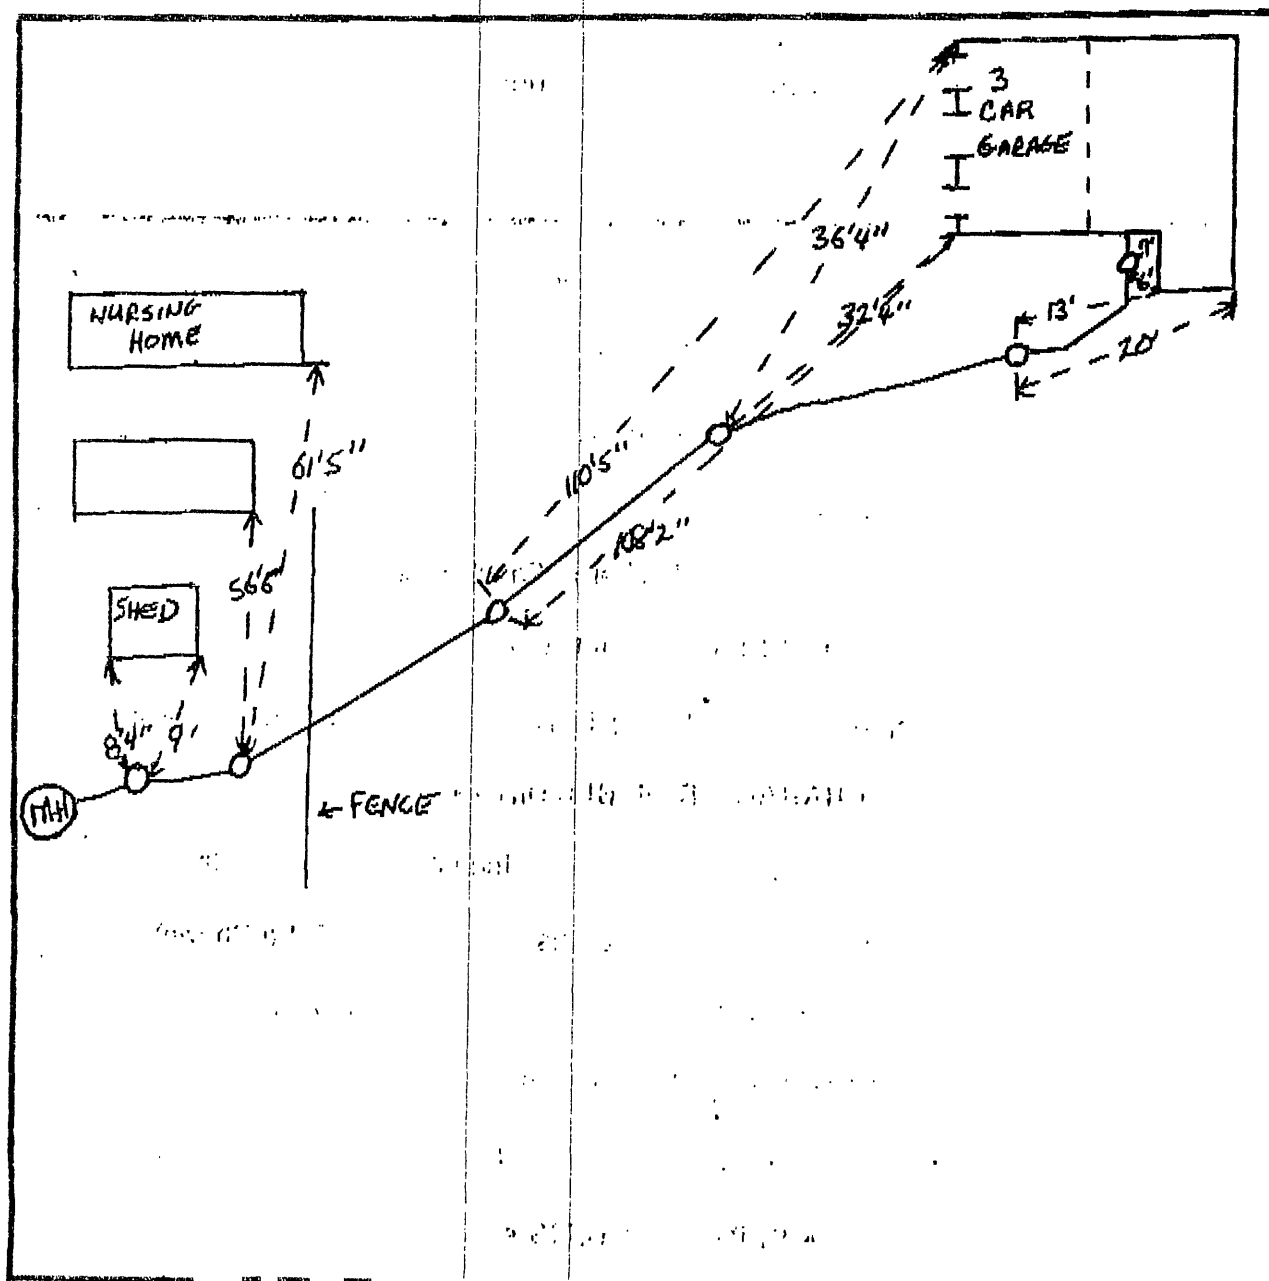 3
CAR
GARAGE
36'4"
32'4"
13'
20'
NURSING
HOME
61'5"
110'5"
108'2"
56'6"
SHED
8'4"
9'
MH
← FENCE